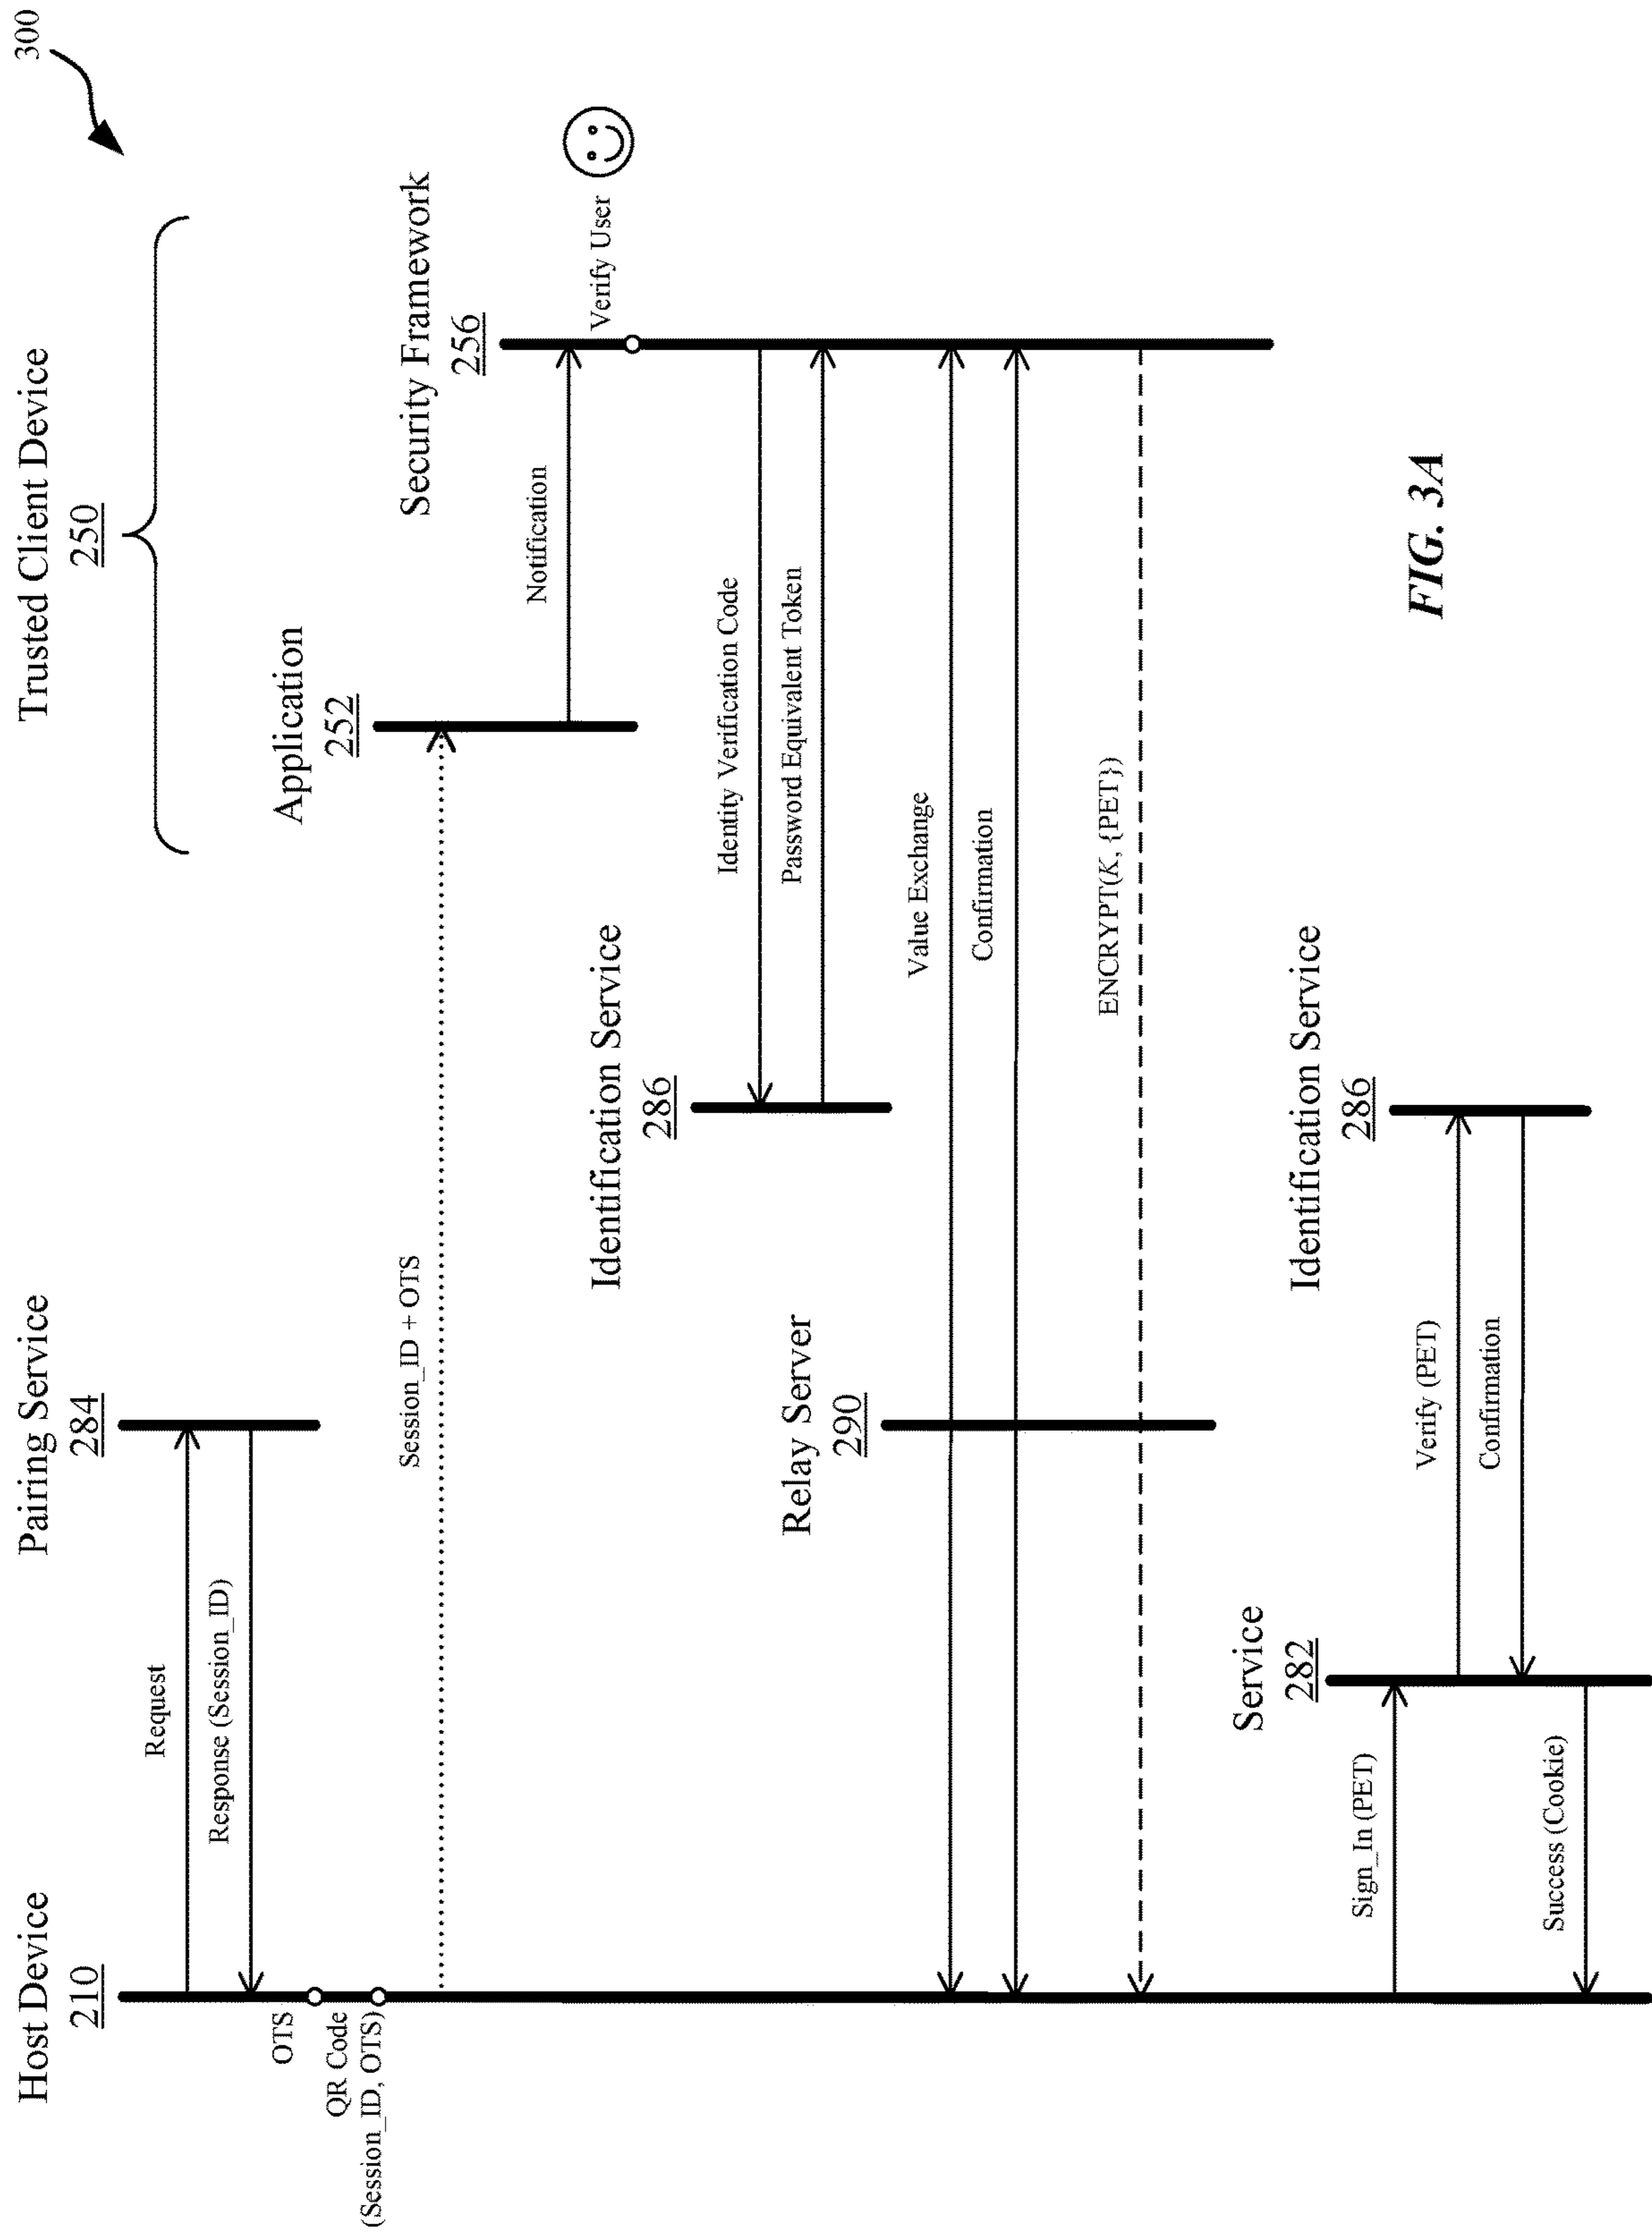 300
Trusted Client Device
250
Host Device
210
Pairing Service
284
Request
Response (Session_ID)
OTS
QR Code
(Session_ID, OTS)
Application
252
Session_ID + OTS
Security Framework
256
Notification
Verify User
Identification Service
286
Identity Verification Code
Password Equivalent Token
Relay Server
290
Value Exchange
Confirmation
ENCRYPT(K, {PET})
Service
282
Identification Service
286
Sign_In (PET)
Verify (PET)
Confirmation
Success (Cookie)
FIG. 3A